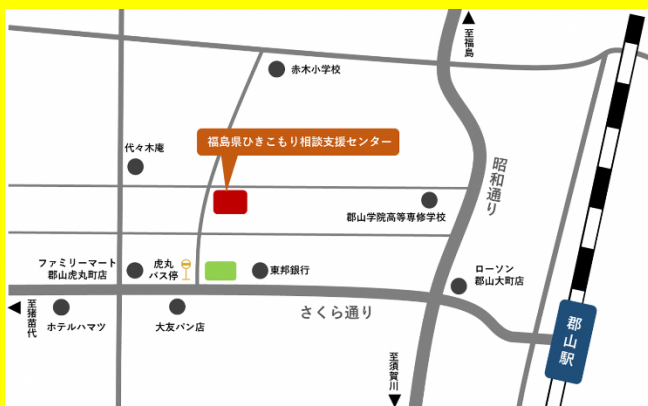 至福島
赤木小学校
代々木庵
福島県ひきこもり相談支援センター
昭和通り
郡山学院高等専修学校
ファミリーマート
郡山虎丸町店
虎丸
バス停
東邦銀行
ローソン
郡山大町店
至猪苗代
ホテルハマツ
大友パン店
さくら通り
郡山駅
至須賀川